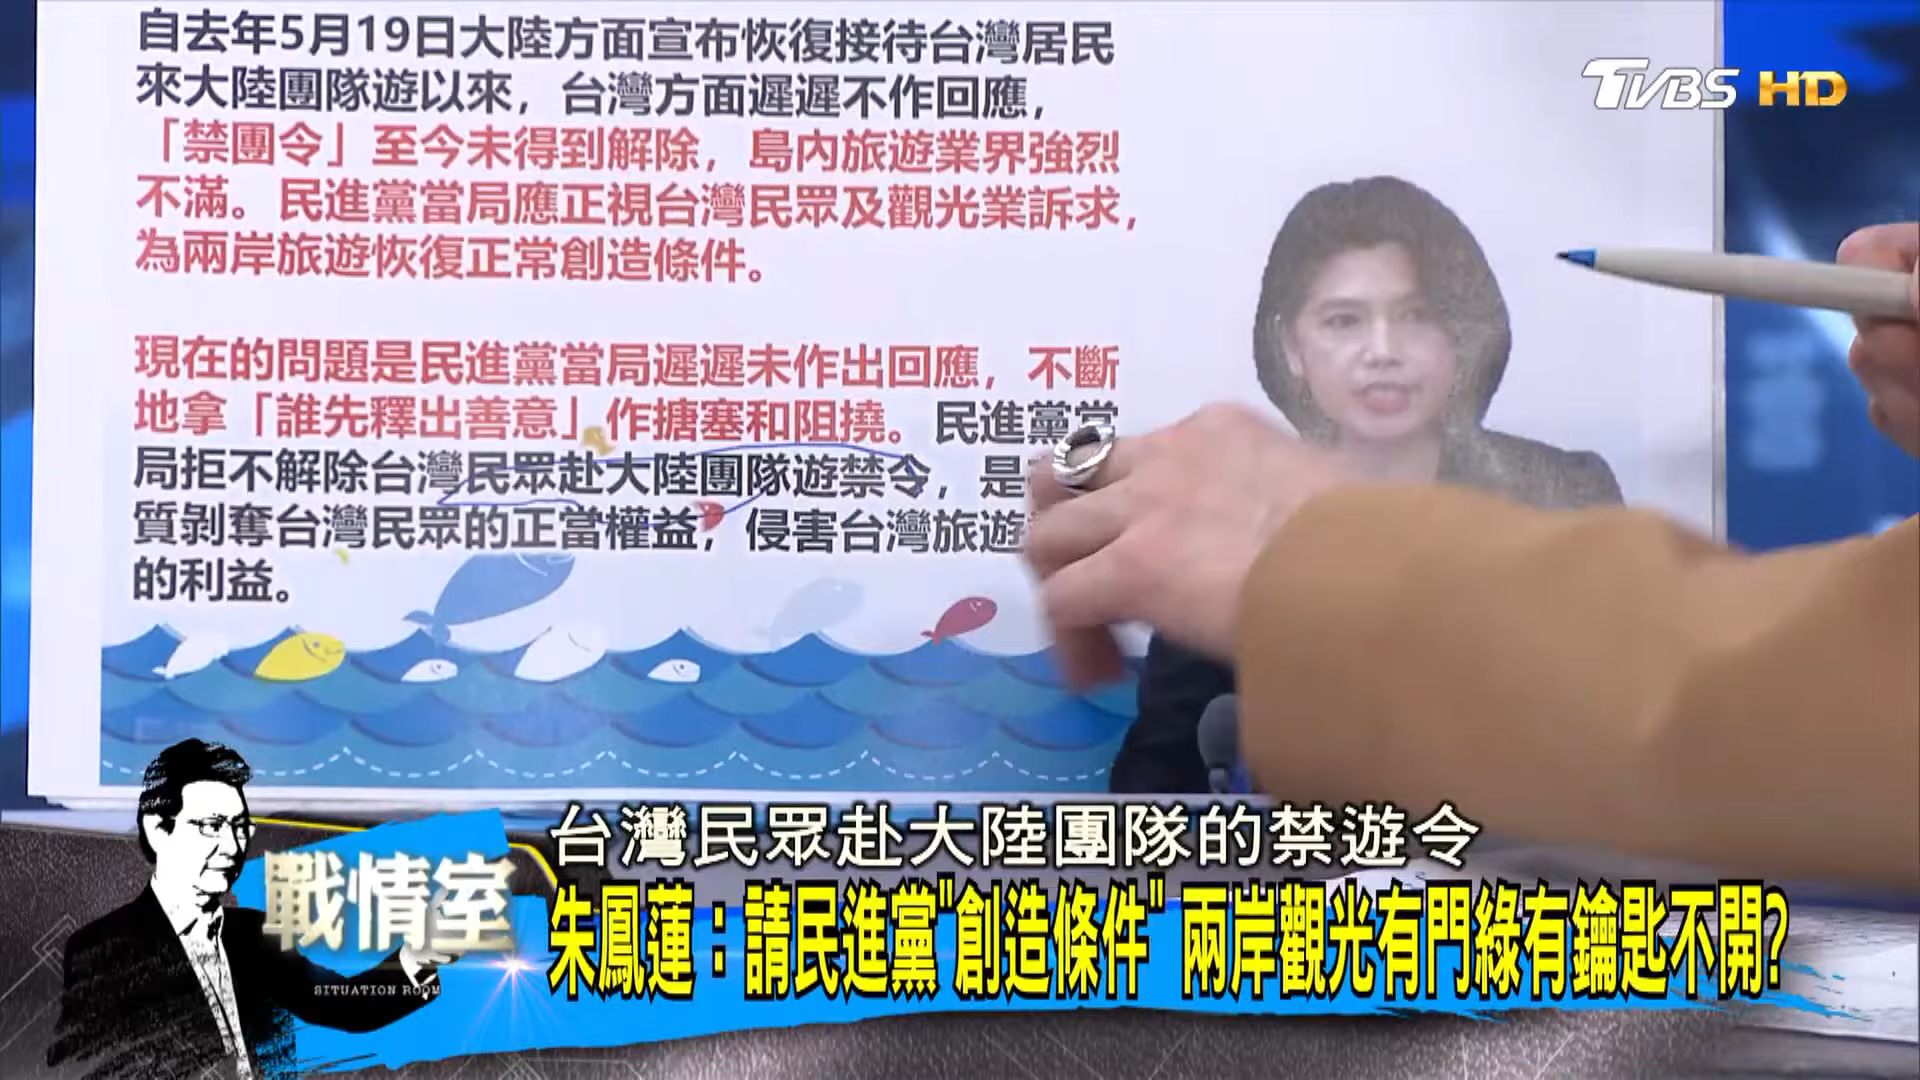 自去年5月19日大陸方面宣布恢復接待台灣居民
來大陸團隊遊以來，台灣方面遲遲不作回應，
「禁團令」至今未得到解除，島內旅遊業界強烈
不滿。民進黨當局應正視台灣民眾及觀光業訴求，
為兩岸旅遊恢復正常創造條件。
現在的問題是民進黨當局遲遲未作出回應，不斷
地拿「誰先釋出善意」作搪塞和阻撓。民進黨當
局拒不解除台灣民眾赴大陸團隊遊禁令，是
質剝奪台灣民眾的正當權益，侵害台灣旅遊
的利益。
TVBS HD
台灣民眾赴大陸團隊的禁遊令
戰情室
SITUATION ROOM
朱鳳蓮：請民進黨"創造條件" 兩岸觀光有門綠有鑰匙不開？